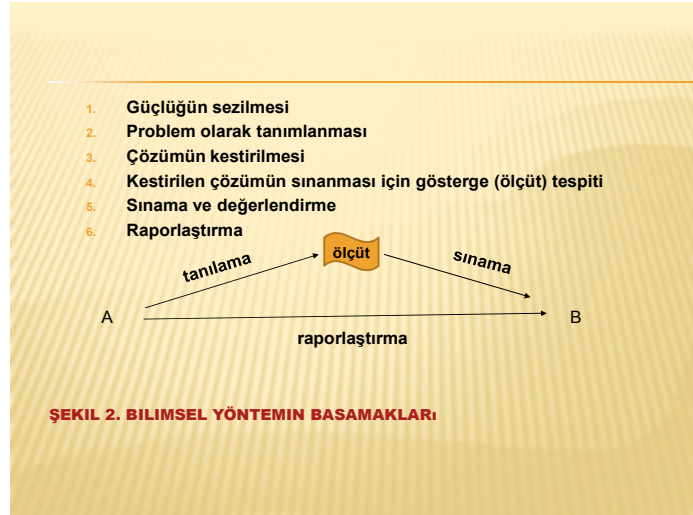 1. Güçlüğün sezilmesi
2. Problem olarak tanımlanması
3. Çözümün kestirilmesi
4. Kestirilen çözümün sınanması için gösterge (ölçüt) tespiti
5. Sınama ve değerlendirme
6. Raporlaştırma
tanılama
ölçüt
sınama
A
B
raporlaştırma
ŞEKIL 2. BILIMSEL YÖNTEMIN BASAMAKLARı